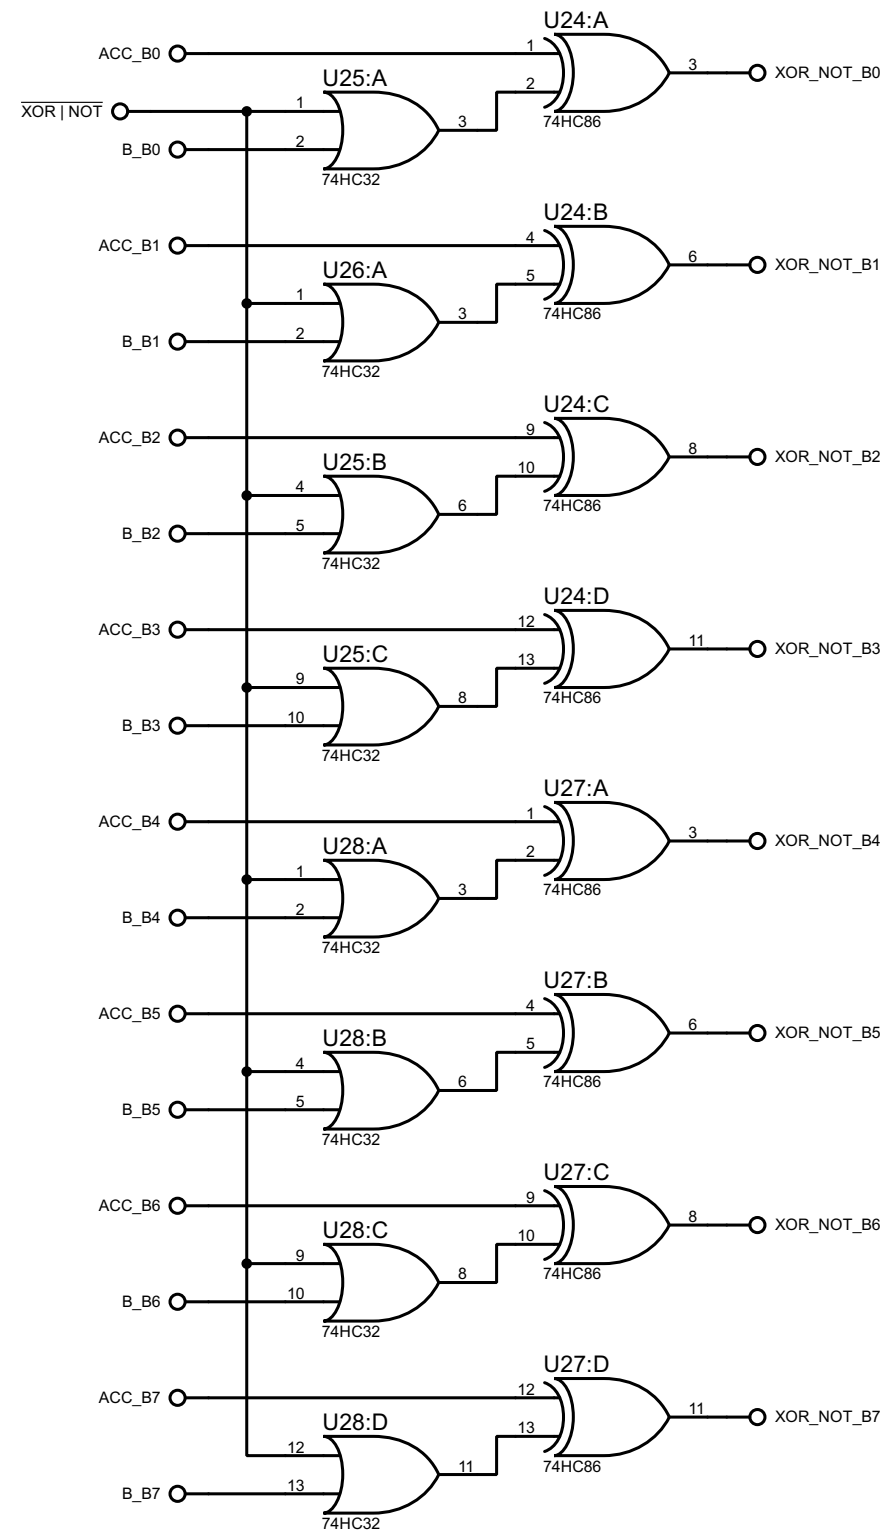 U24:A
ACC_B0
1
3
XOR_NOT_B0
U25:A
2
XOR | NOT
1
3
74HC86
B_B0
2
74HC32
U24:B
ACC_B1
4
6
XOR_NOT_B1
U26:A
5
1
3
74HC86
B_B1
2
74HC32
U24:C
ACC_B2
9
8
XOR_NOT_B2
U25:B
10
4
6
74HC86
B_B2
5
74HC32
U24:D
ACC_B3
12
11
XOR_NOT_B3
U25:C
13
9
8
74HC86
B_B3
10
74HC32
U27:A
ACC_B4
1
3
XOR_NOT_B4
U28:A
2
1
3
74HC86
B_B4
2
74HC32
U27:B
ACC_B5
4
6
XOR_NOT_B5
U28:B
5
4
6
74HC86
B_B5
5
74HC32
U27:C
ACC_B6
9
8
XOR_NOT_B6
U28:C
10
9
8
74HC86
B_B6
10
74HC32
U27:D
ACC_B7
12
11
XOR_NOT_B7
U28:D
13
12
11
74HC86
B_B7
13
74HC32